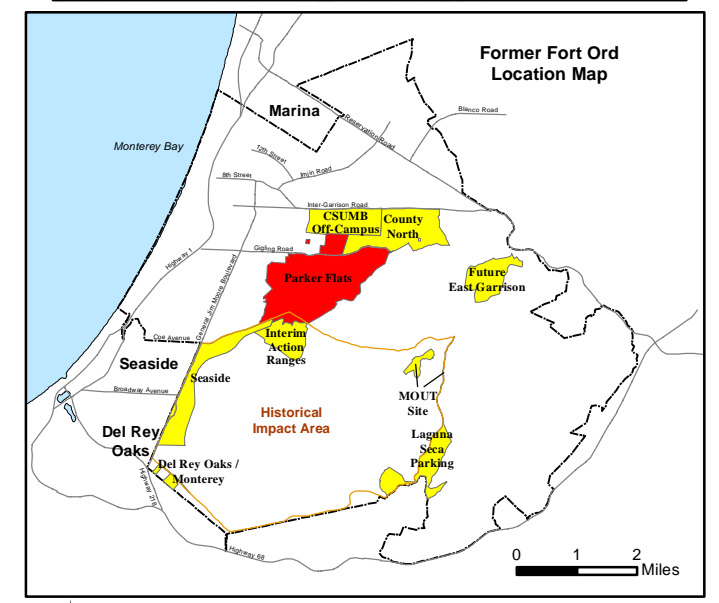 Former Fort Ord
Location Map
Marina
Blanco Road
Reservation Road
Monterey Bay
12th Street
Imjin Road
8th Street
Inter-Garrison Road
CSUMB
Off-Campus
County
North
Gigling Road
Highway 1
General Jim Moore Boulevard
Parker Flats
Future
East Garrison
Coe Avenue
Interim
Action
Ranges
Seaside
Seaside
Broadway Avenue
MOUT
Site
Historical
Impact Area
Del Rey
Oaks
Laguna
Seca
Parking
Del Rey Oaks /
Monterey
Highway 218
Highway 68
0 1 2
Miles